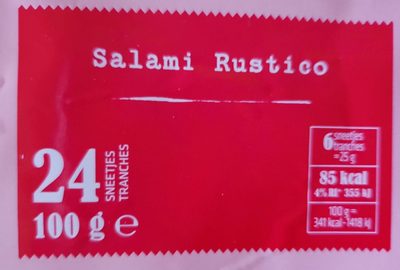 Salami Rustico
24 SNEETJES
TRANCHES
100 g e
6 sneetjes
tranches
=25 g
85 kcal
4% RI* 355 kJ
100 g =
341 kcal-1418 kJ